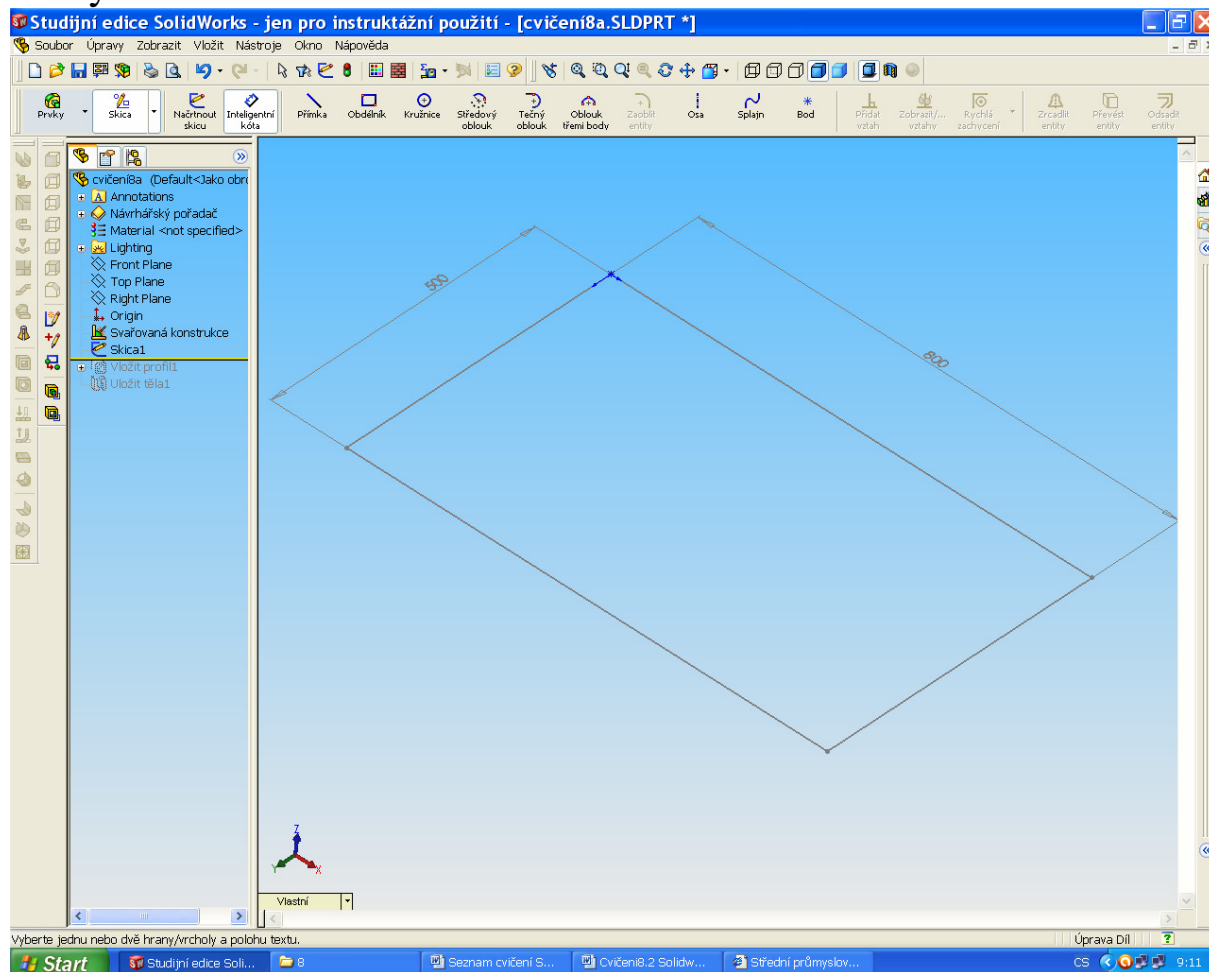 Studijní edice SolidWorks - jen pro instruktážní použití - [cvičení8a.SLDPRT *]
Soubor Úpravy Zobrazit Vložit Nástroje Okno Nápověda
Prvky Skica Načrtnout skicu Inteligentní kóta Přímka Obdélník Kružnice Středový oblouk Tečný oblouk Oblouk třemi body Zaoblit entity Osa Splajn Bod Přidat vztah Zobrazit/... vztahy Rychlá zachycení Zrcadlit entity Převést entity Odsadit entity
cvičení8a (Default<Jako obr
Annotations
Návrhářský pořadač
Material <not specified>
Lighting
Front Plane
Top Plane
Right Plane
Origin
Svařovaná konstrukce
Skica1
Vložit profil1
Uložit těla1
500
800
Z
Y
X
Vlastní
Vyberte jednu nebo dvě hrany/vrcholy a polohu textu.
Úprava Díl
Start Studijní edice Soli... 8 Seznam cvičení S... Cvičeni8.2 Solidw... Střední průmyslov... CS 9:11